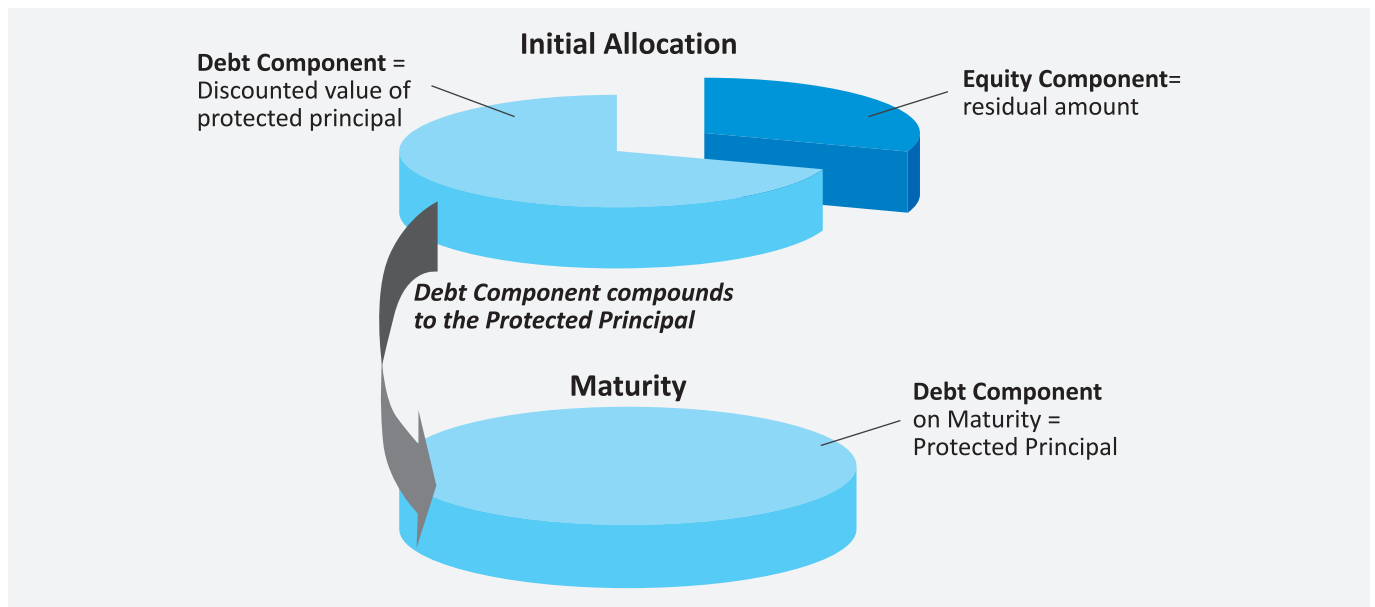 Initial Allocation
Debt Component =
Discounted value of
protected principal
Equity Component=
residual amount
Debt Component compounds
to the Protected Principal
Maturity
Debt Component
on Maturity =
Protected Principal